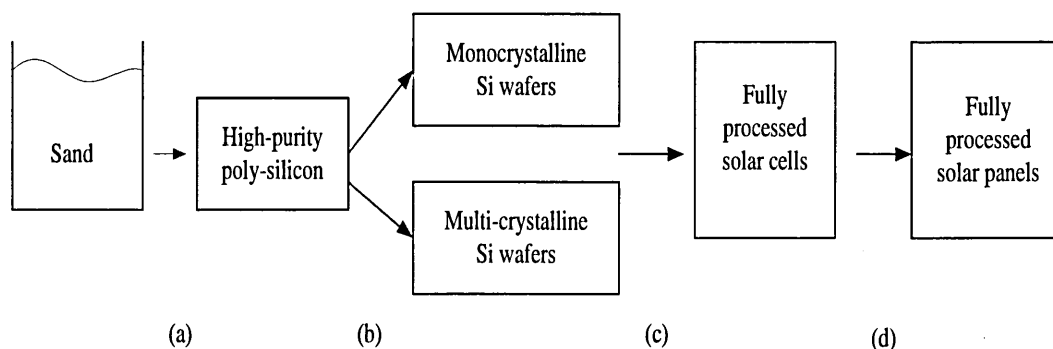 Sand
High-purity
poly-silicon
Monocrystalline
Si wafers
Multi-crystalline
Si wafers
Fully
processed
solar cells
Fully
processed
solar panels
(a)
(b)
(c)
(d)